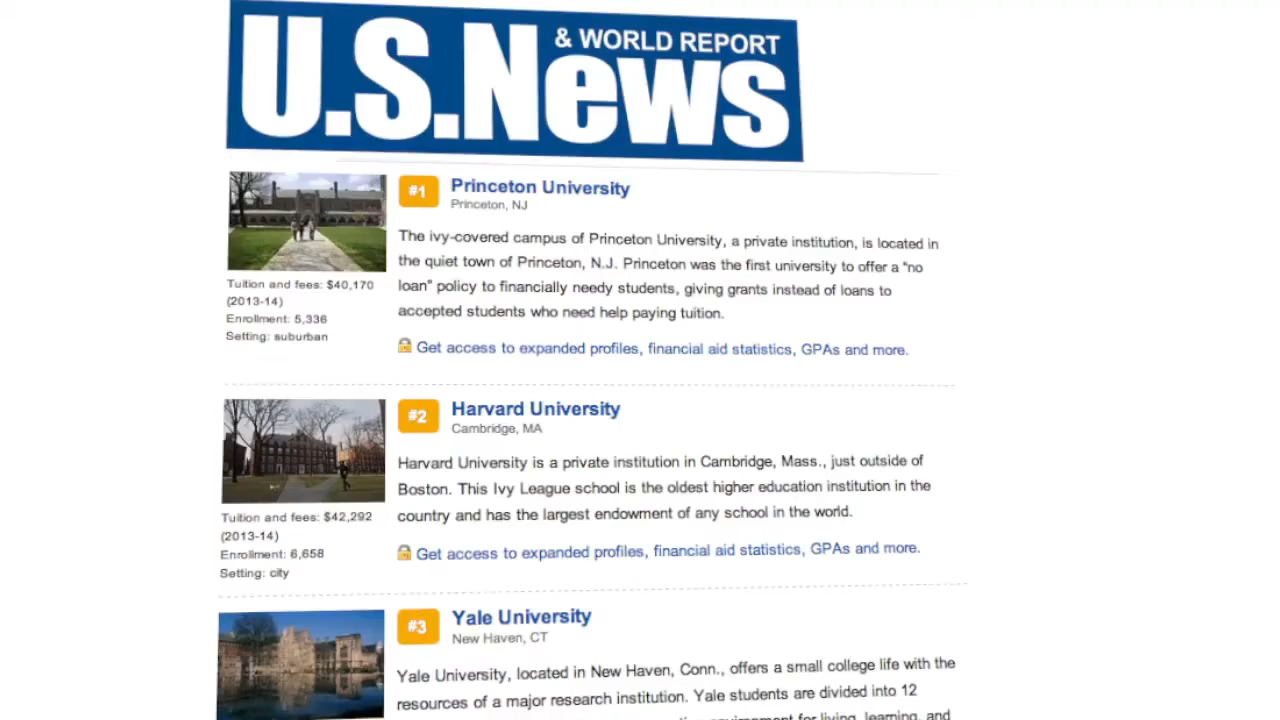 & WORLD REPORT
U.S.News
#1
Princeton University
Princeton, NJ
The ivy-covered campus of Princeton University, a private institution, is located in
the quiet town of Princeton, N.J. Princeton was the first university to offer a "no
loan" policy to financially needy students, giving grants instead of loans to
accepted students who need help paying tuition.
Get access to expanded profiles, financial aid statistics, GPAs and more.
Tuition and fees: $40,170
(2013-14)
Enrollment: 5,336
Setting: suburban
#2
Harvard University
Cambridge, MA
Harvard University is a private institution in Cambridge, Mass., just outside of
Boston. This Ivy League school is the oldest higher education institution in the
country and has the largest endowment of any school in the world.
Get access to expanded profiles, financial aid statistics, GPAs and more.
Tuition and fees: $42,292
(2013-14)
Enrollment: 6,658
Setting: city
#3
Yale University
New Haven, CT
Yale University, located in New Haven, Conn., offers a small college life with the
resources of a major research institution. Yale students are divided into 12
environment for living, learning, and